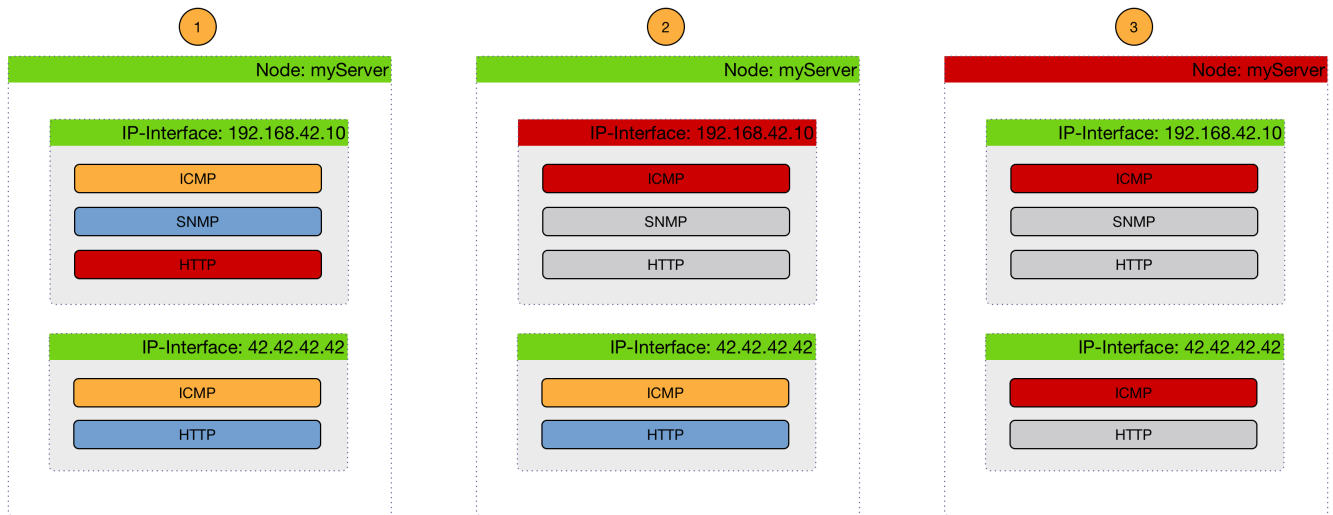 1
Node: myServer
IP-Interface: 192.168.42.10
ICMP
SNMP
HTTP
IP-Interface: 42.42.42.42
ICMP
HTTP
2
Node: myServer
IP-Interface: 192.168.42.10
ICMP
SNMP
HTTP
IP-Interface: 42.42.42.42
ICMP
HTTP
3
Node: myServer
IP-Interface: 192.168.42.10
ICMP
SNMP
HTTP
IP-Interface: 42.42.42.42
ICMP
HTTP